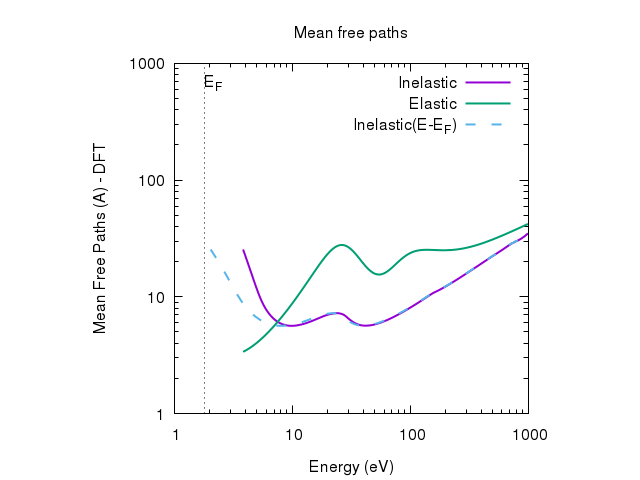 Mean free paths
1000
100
10
1
Mean Free Paths (A) - DFT
E_F
Inelastic
Elastic
Inelastic(E-E_F)
1 10 100 1000
Energy (eV)